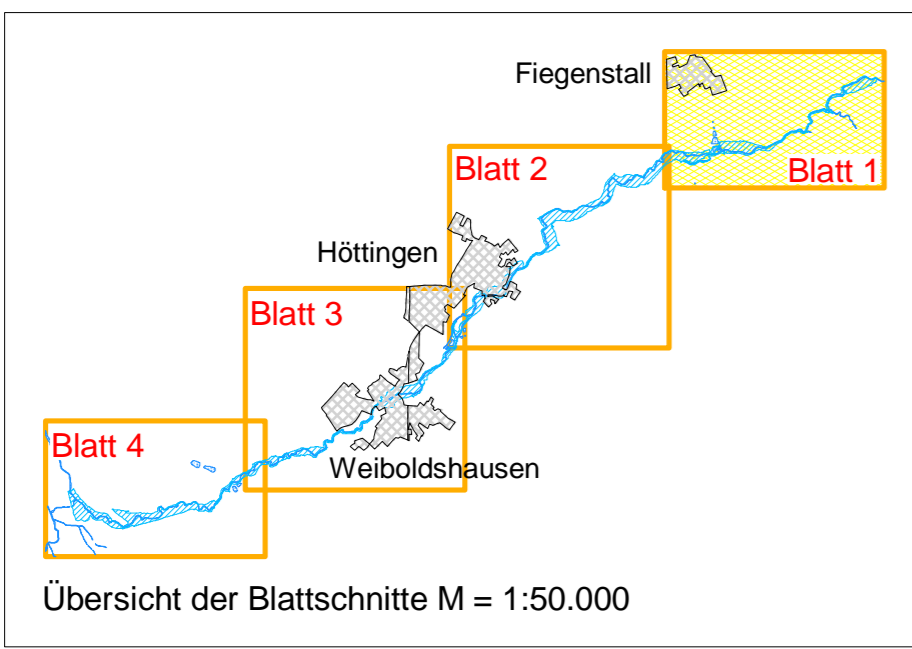 Fiegenstall
Blatt 1
Blatt 2
Höttingen
Blatt 3
Blatt 4
Weiboldshausen
Übersicht der Blattschnitte M = 1:50.000